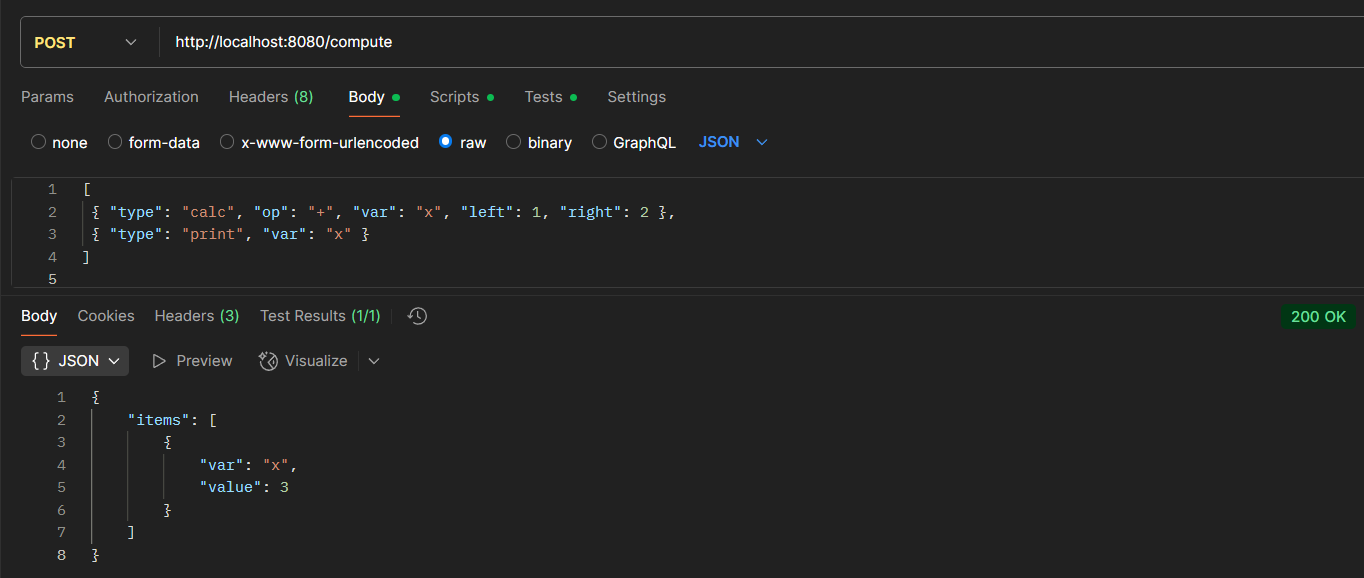 POST http://localhost:8080/compute
Params Authorization Headers (8) Body Scripts Tests Settings
none form-data x-www-form-urlencoded raw binary GraphQL JSON
1 [
2 { "type": "calc", "op": "+", "var": "x", "left": 1, "right": 2 },
3 { "type": "print", "var": "x" }
4 ]
5
Body Cookies Headers (3) Test Results (1/1) 200 OK
{} JSON Preview Visualize
1 {
2 "items": [
3 {
4 "var": "x",
5 "value": 3
6 }
7 ]
8 }